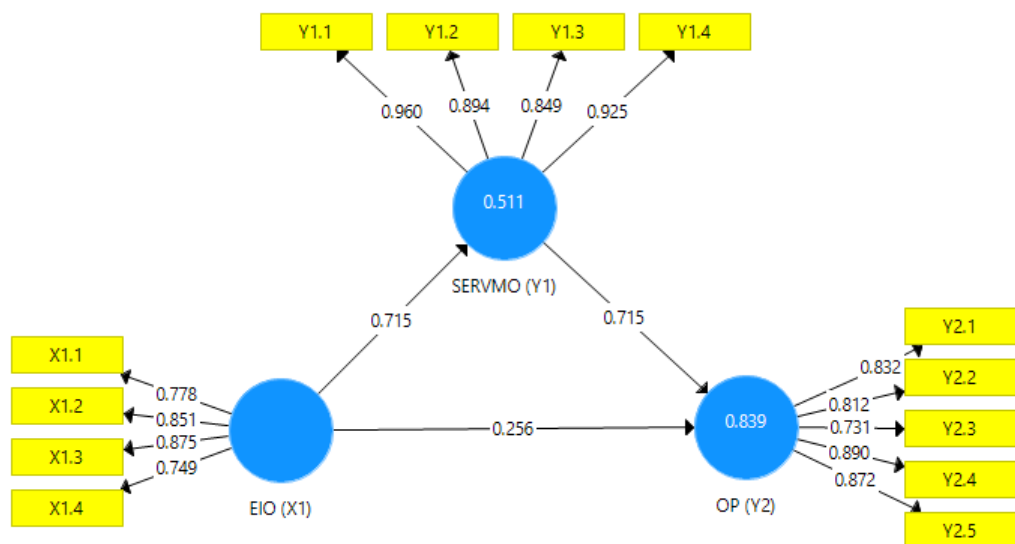 Y1.1
Y1.2
Y1.3
Y1.4
0.960
0.894
0.849
0.925
0.511
SERVMO (Y1)
0.715
0.715
X1.1
X1.2
X1.3
X1.4
0.778
0.851
0.875
0.749
EIO (X1)
0.256
0.839
OP (Y2)
0.832
0.812
0.731
0.890
0.872
Y2.1
Y2.2
Y2.3
Y2.4
Y2.5